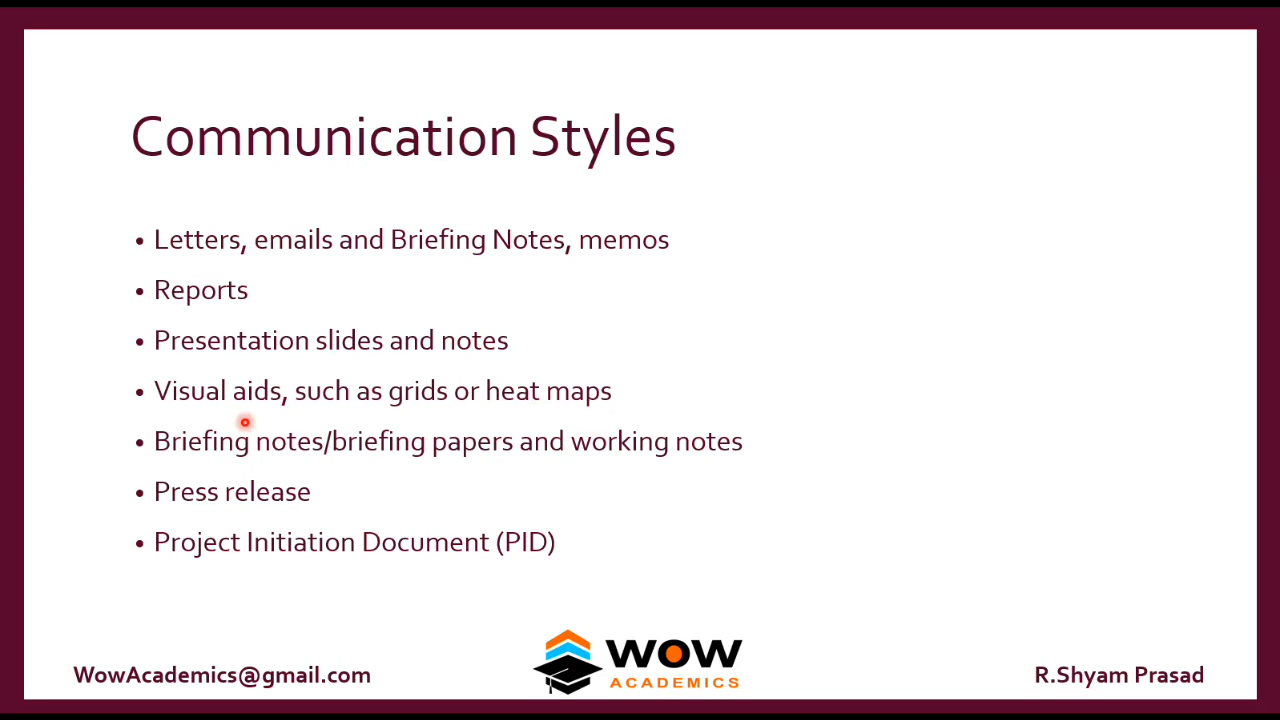 Communication Styles
• Letters, emails and Briefing Notes, memos
• Reports
• Presentation slides and notes
• Visual aids, such as grids or heat maps
• Briefing notes/briefing papers and working notes
• Press release
• Project Initiation Document (PID)
WowAcademics@gmail.com
WOW
ACADEMICS
R.Shyam Prasad